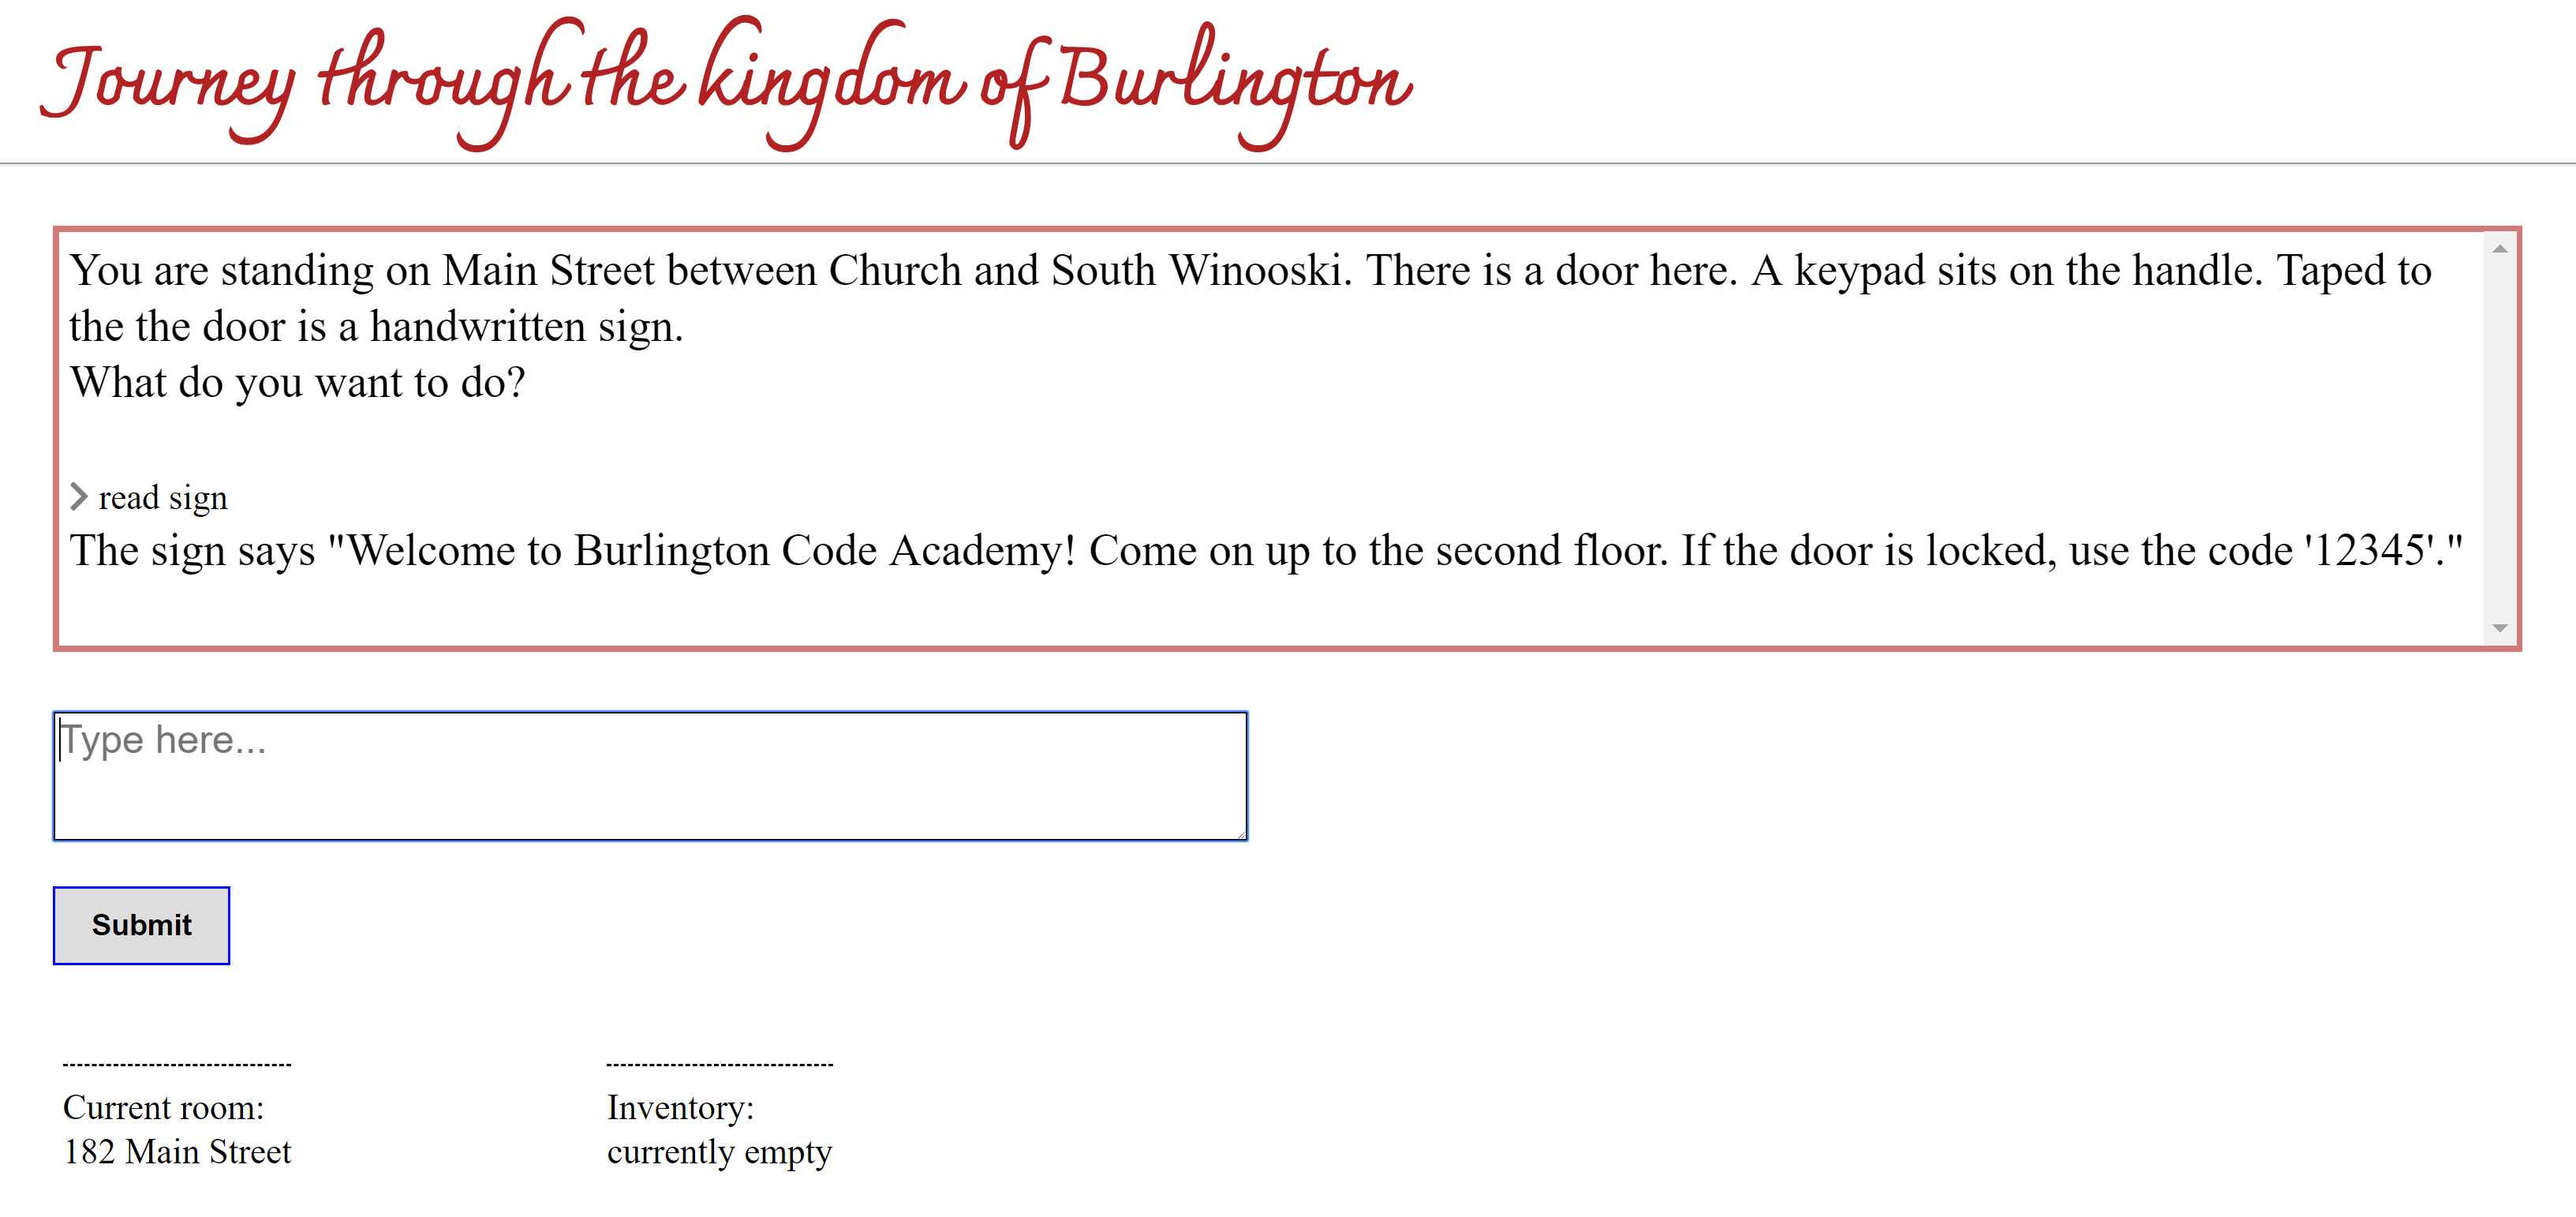 Journey through the kingdom of Burlington
You are standing on Main Street between Church and South Winooski. There is a door here. A keypad sits on the handle. Taped to
the the door is a handwritten sign.
What do you want to do?
> read sign
The sign says "Welcome to Burlington Code Academy! Come on up to the second floor. If the door is locked, use the code '12345'."
Type here...
Submit
Current room:
182 Main Street
Inventory:
currently empty